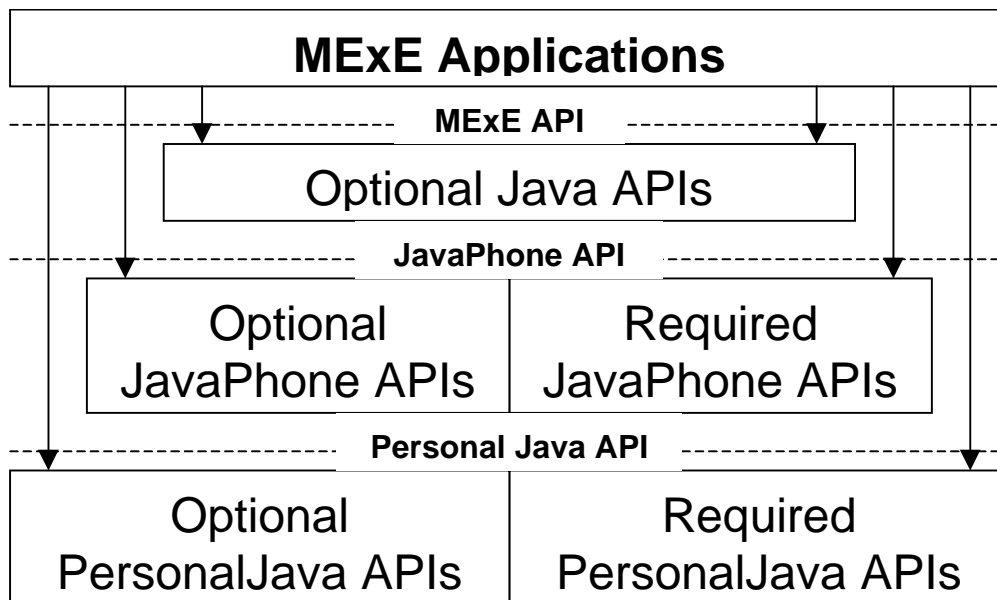 MExE Applications
MExE API
Optional Java APIs
JavaPhone API
Optional
JavaPhone APIs
Required
JavaPhone APIs
Personal Java API
Optional
PersonalJava APIs
Required
PersonalJava APIs